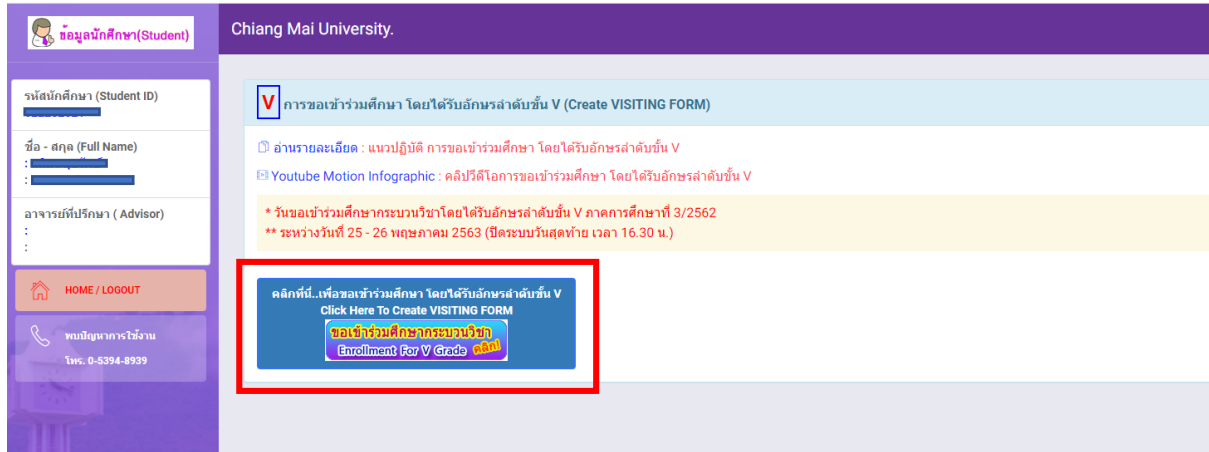 ข้อมูลนักศึกษา(Student)
Chiang Mai University.
รหัสนักศึกษา (Student ID)
ชื่อ - สกุล (Full Name)
:
:
อาจารย์ที่ปรึกษา ( Advisor)
:
:
HOME / LOGOUT
พบปัญหาการใช้งาน
โทร. 0-5394-8939
V การขอเข้าร่วมศึกษา โดยได้รับอักษรลำดับขั้น V (Create VISITING FORM)
อ่านรายละเอียด : แนวปฏิบัติ การขอเข้าร่วมศึกษา โดยได้รับอักษรลำดับขั้น V
Youtube Motion Infographic : คลิปวีดีโอการขอเข้าร่วมศึกษา โดยได้รับอักษรลำดับขั้น V
* วันขอเข้าร่วมศึกษากระบวนวิชาโดยได้รับอักษรลำดับขั้น V ภาคการศึกษาที่ 3/2562
** ระหว่างวันที่ 25 - 26 พฤษภาคม 2563 (ปิดระบบวันสุดท้าย เวลา 16.30 น.)
คลิกที่นี่..เพื่อขอเข้าร่วมศึกษา โดยได้รับอักษรลำดับขั้น V
Click Here To Create VISITING FORM
ขอเข้าร่วมศึกษากระบวนวิชา
Enrollment For V Grade คลิก!